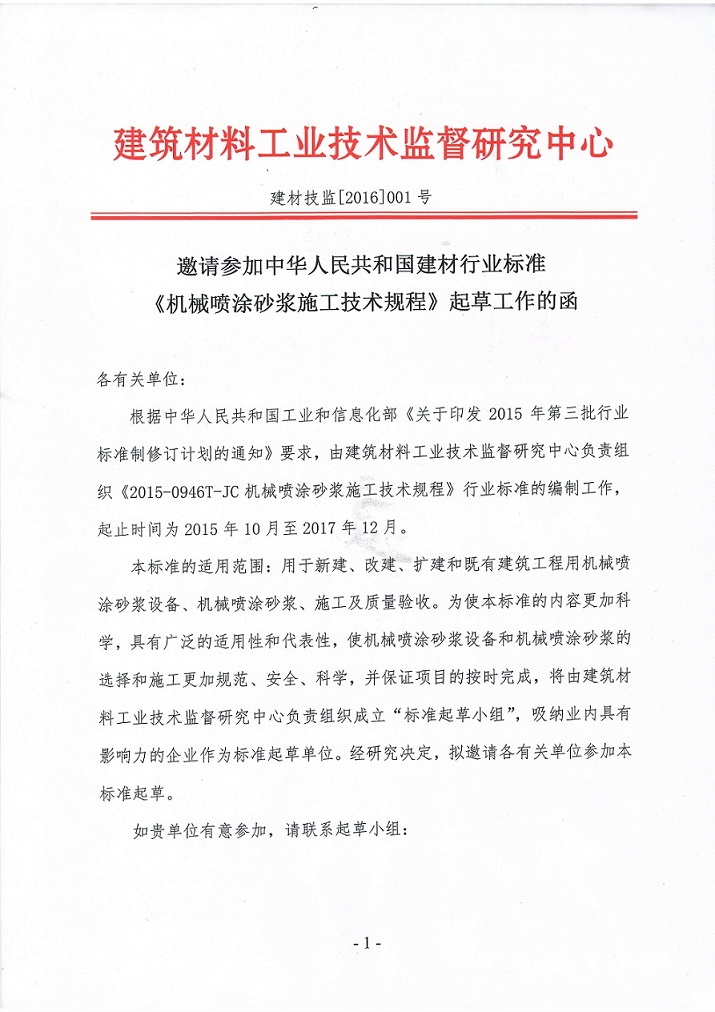 建筑材料工业技术监督研究中心
建材技监[2016]001 号
邀请参加中华人民共和国建材行业标准
《机械喷涂砂浆施工技术规程》起草工作的函
各有关单位：
根据中华人民共和国工业和信息化部《关于印发 2015 年第三批行业
标准制修订计划的通知》要求，由建筑材料工业技术监督研究中心负责组
织《2015-0946T-JC 机械喷涂砂浆施工技术规程》行业标准的编制工作，
起止时间为 2015 年 10 月至 2017 年 12 月。
本标准的适用范围：用于新建、改建、扩建和既有建筑工程用机械喷
涂砂浆设备、机械喷涂砂浆、施工及质量验收。为使本标准的内容更加科
学，具有广泛的适用性和代表性，使机械喷涂砂浆设备和机械喷涂砂浆的
选择和施工更加规范、安全、科学，并保证项目的按时完成，将由建筑材
料工业技术监督研究中心负责组织成立“标准起草小组”，吸纳业内具有
影响力的企业作为标准起草单位。经研究决定，拟邀请各有关单位参加本
标准起草。
如贵单位有意参加，请联系起草小组：
- 1 -